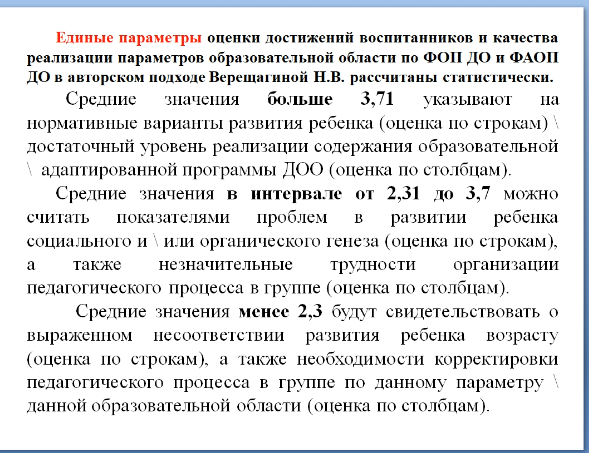 Единые параметры оценки достижений воспитанников и качества
реализации параметров образовательной области по ФОП ДО и ФАОП
ДО в авторском подходе Верещагиной Н.В. рассчитаны статистически.
Средние значения больше 3,71 указывают на
нормативные варианты развития ребенка (оценка по строкам) \
достаточный уровень реализации содержания образовательной
\ адаптированной программы ДОО (оценка по столбцам).
Средние значения в интервале от 2,31 до 3,7 можно
считать показателями проблем в развитии ребенка
социального и \ или органического генеза (оценка по строкам),
а также незначительные трудности организации
педагогического процесса в группе (оценка по столбцам).
Средние значения менее 2,3 будут свидетельствовать о
выраженном несоответствии развития ребенка возрасту
(оценка по строкам), а также необходимости корректировки
педагогического процесса в группе по данному параметру \
данной образовательной области (оценка по столбцам).